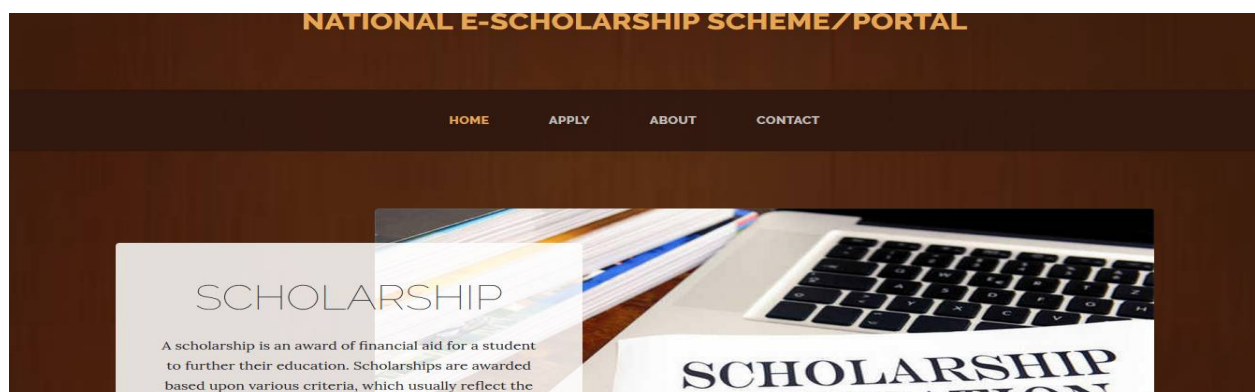 NATIONAL E-SCHOLARSHIP SCHEME/PORTAL
HOME APPLY ABOUT CONTACT
SCHOLARSHIP
A scholarship is an award of financial aid for a student
to further their education. Scholarships are awarded
based upon various criteria, which usually reflect the
SCHOLARSHIP